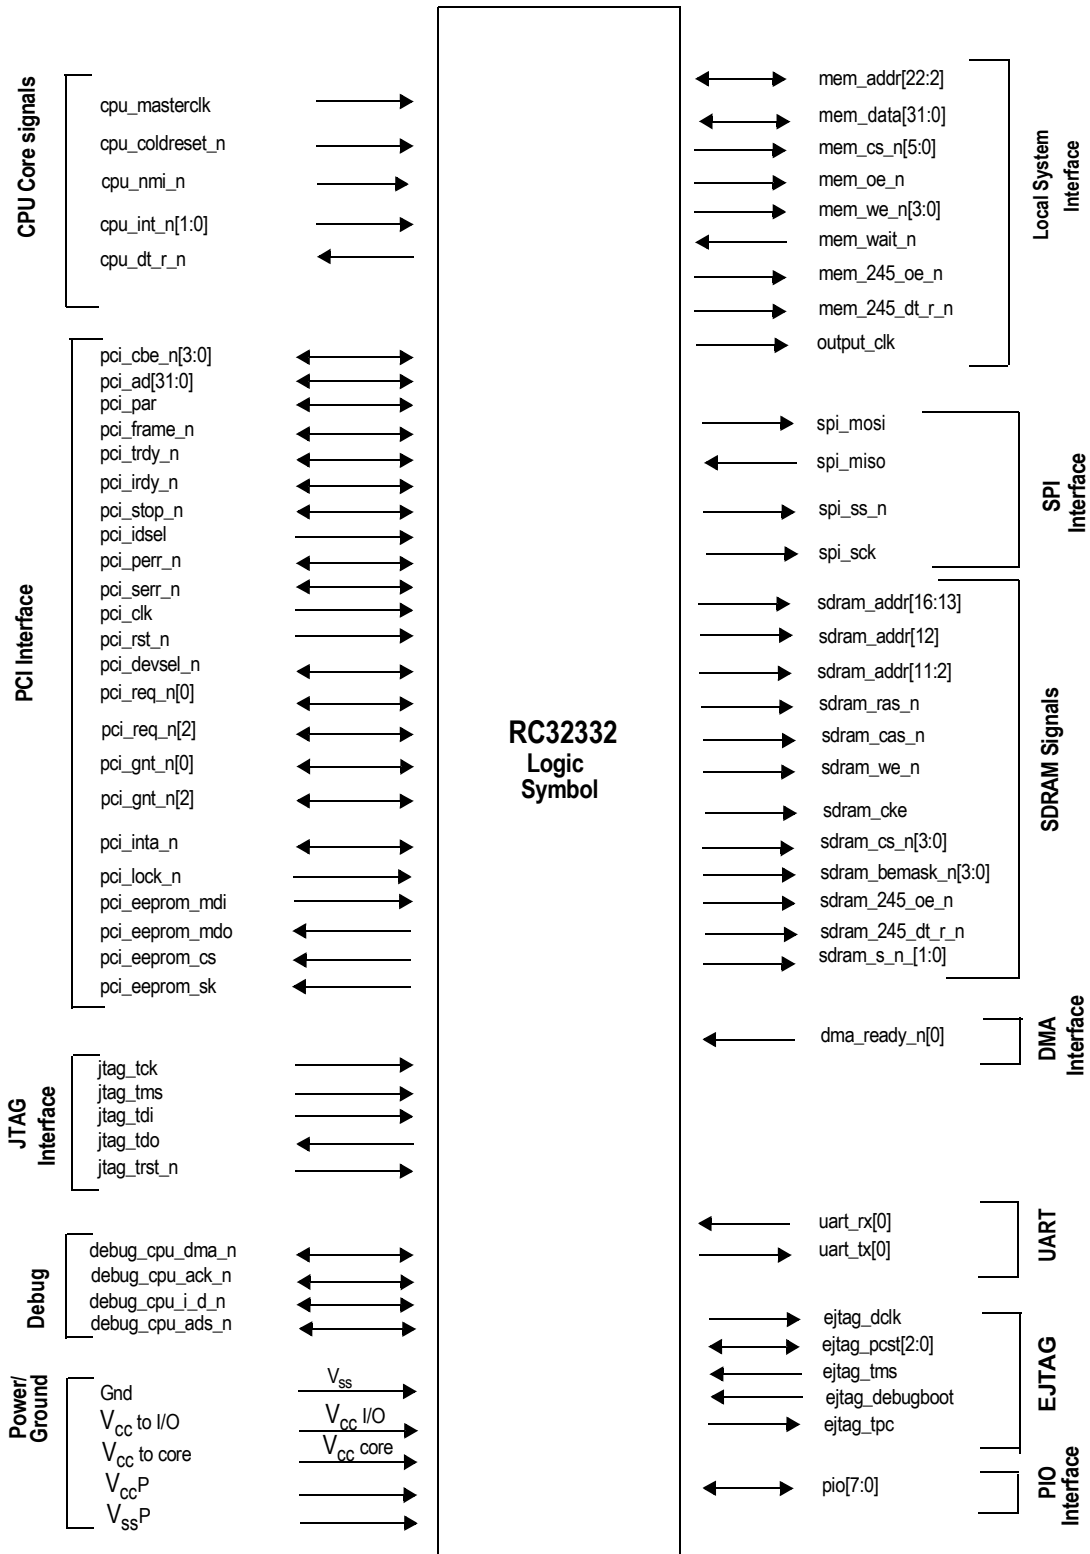 CPU Core signals
cpu_masterclk
cpu_coldreset_n
cpu_nmi_n
cpu_int_n[1:0]
cpu_dt_r_n
PCI Interface
pci_cbe_n[3:0]
pci_ad[31:0]
pci_par
pci_frame_n
pci_trdy_n
pci_irdy_n
pci_stop_n
pci_idsel
pci_perr_n
pci_serr_n
pci_clk
pci_rst_n
pci_devsel_n
pci_req_n[0]
pci_req_n[2]
pci_gnt_n[0]
pci_gnt_n[2]
pci_inta_n
pci_lock_n
pci_eeprom_mdi
pci_eeprom_mdo
pci_eeprom_cs
pci_eeprom_sk
JTAG
Interface
jtag_tck
jtag_tms
jtag_tdi
jtag_tdo
jtag_trst_n
Debug
debug_cpu_dma_n
debug_cpu_ack_n
debug_cpu_i_d_n
debug_cpu_ads_n
Power/
Ground
Gnd Vss
Vcc to I/O Vcc I/O
Vcc to core Vcc core
VccP
VssP
RC32332
Logic
Symbol
mem_addr[22:2]
mem_data[31:0]
mem_cs_n[5:0]
mem_oe_n
mem_we_n[3:0]
mem_wait_n
mem_245_oe_n
mem_245_dt_r_n
output_clk
Local System
Interface
spi_mosi
spi_miso
spi_ss_n
spi_sck
SPI
Interface
sdram_addr[16:13]
sdram_addr[12]
sdram_addr[11:2]
sdram_ras_n
sdram_cas_n
sdram_we_n
sdram_cke
sdram_cs_n[3:0]
sdram_bemask_n[3:0]
sdram_245_oe_n
sdram_245_dt_r_n
sdram_s_n_[1:0]
SDRAM Signals
dma_ready_n[0]
DMA
Interface
uart_rx[0]
uart_tx[0]
UART
ejtag_dclk
ejtag_pcst[2:0]
ejtag_tms
ejtag_debugboot
ejtag_tpc
EJTAG
pio[7:0]
PIO
Interface